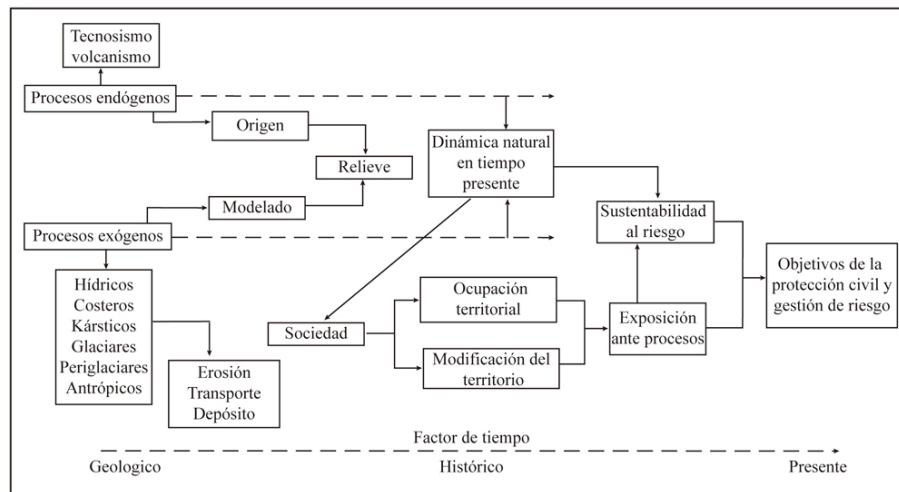 Tecnosismo
volcanismo
Procesos endógenos
Origen
Relieve
Modelado
Procesos exógenos
Hídricos
Costeros
Kársticos
Glaciares
Periglaciares
Antrópicos
Erosión
Transporte
Depósito
Dinámica natural
en tiempo
presente
Sociedad
Ocupación
territorial
Modificación del
territorio
Sustentabilidad
al riesgo
Exposición
ante procesos
Objetivos de la
protección civil y
gestión de riesgo
Factor de tiempo
Geologico
Histórico
Presente